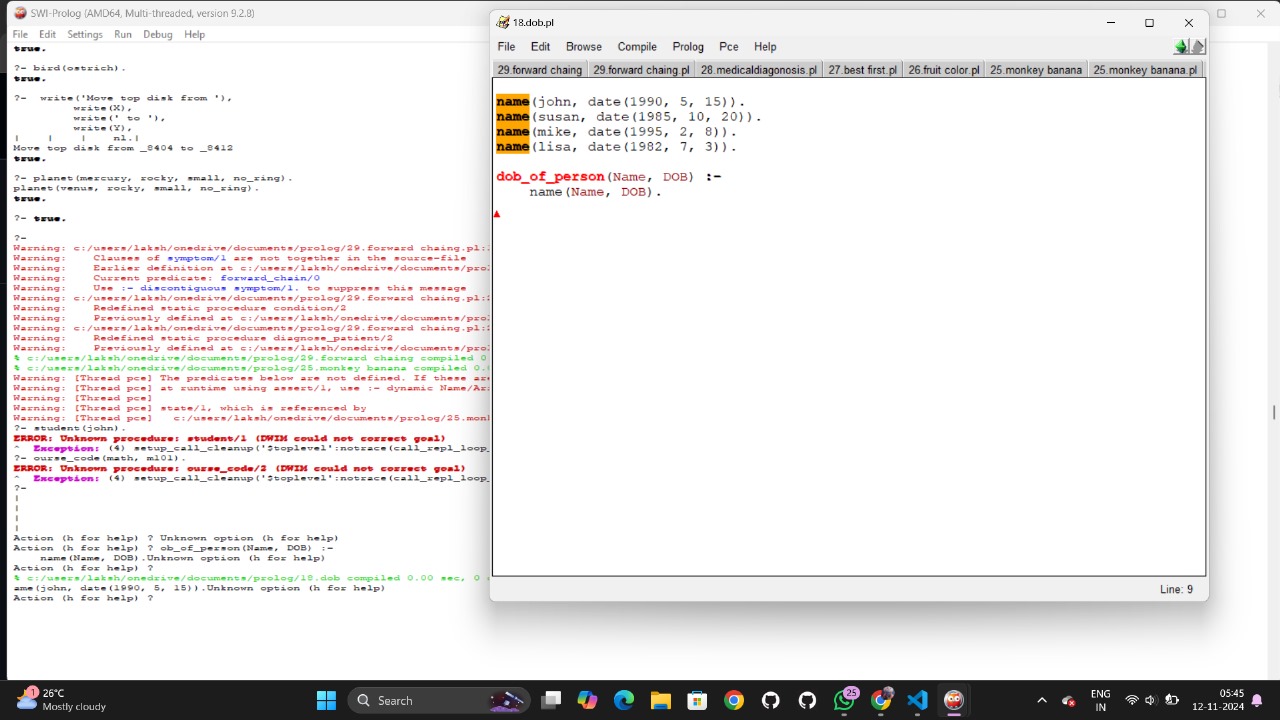 SWI-Prolog (AMD64, Multi-threaded, version 9.2.8)
File Edit Settings Run Debug Help
true.
?- bird(ostrich).
true.
?-  write('Move top disk from '),
write(X),
write(' to '),
write(Y),
|    |    |    nl.|
Move top disk from _8404 to _8412
true.
?- planet(mercury, rocky, small, no_ring).
planet(venus, rocky, small, no_ring).
true.
?- true.
?-
Warning: c:/users/laksh/onedrive/documents/prolog/29.forward chaing.pl:
Warning:    Clauses of symptom/1 are not together in the source-file
Warning:    Earlier definition at c:/users/laksh/onedrive/documents/prol
Warning:    Current predicate: forward_chain/0
Warning:    Use :- discontiguous symptom/1. to suppress this message
Warning: c:/users/laksh/onedrive/documents/prolog/29.forward chaing.pl:2
Warning:    Redefined static procedure condition/2
Warning:    Previously defined at c:/users/laksh/onedrive/documents/prol
Warning: c:/users/laksh/onedrive/documents/prolog/29.forward chaing.pl:2
Warning:    Redefined static procedure diagnose_patient/2
Warning:    Previously defined at c:/users/laksh/onedrive/documents/prol
% c:/users/laksh/onedrive/documents/prolog/29.forward chaing compiled 0
% c:/users/laksh/onedrive/documents/prolog/25.monkey banana compiled 0.0
Warning: [Thread pce] The predicates below are not defined. If these are
Warning: [Thread pce] at runtime using assert/1, use :- dynamic Name/Ar
Warning: [Thread pce]
Warning: [Thread pce] state/1, which is referenced by
Warning: [Thread pce]   c:/users/laksh/onedrive/documents/prolog/25.monk
?- student(john).
ERROR: Unknown procedure: student/1 (DWIM could not correct goal)
^  Exception: (4) setup_call_cleanup('$toplevel':notrace(call_repl_loop_
?- ourse_code(math, m101).
ERROR: Unknown procedure: ourse_code/2 (DWIM could not correct goal)
^  Exception: (4) setup_call_cleanup('$toplevel':notrace(call_repl_loop_
?-
|
|
|
|
Action (h for help) ? Unknown option (h for help)
Action (h for help) ? ob_of_person(Name, DOB) :-
name(Name, DOB).Unknown option (h for help)
Action (h for help) ?
% c:/users/laksh/onedrive/documents/prolog/18.dob compiled 0.00 sec, 0
ame(john, date(1990, 5, 15)).Unknown option (h for help)
Action (h for help) ?
18.dob.pl
File Edit Browse Compile Prolog Pce Help
29.forward chaing 29.forward chaing.pl 28.medicaldiagonosis.pl 27.best first.pl 26.fruit color.pl 25.monkey banana 25.monkey banana.pl
name(john, date(1990, 5, 15)).
name(susan, date(1985, 10, 20)).
name(mike, date(1995, 2, 8)).
name(lisa, date(1982, 7, 3)).
dob_of_person(Name, DOB) :-
name(Name, DOB).
Line: 9
1
26°C
Mostly cloudy
Search
25
ENG
IN
05:45
12-11-2024